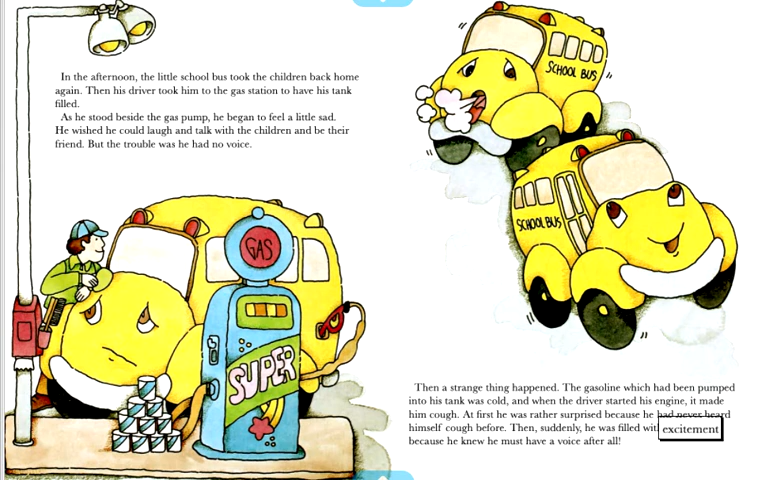 In the afternoon, the little school bus took the children back home
again. Then his driver took him to the gas station to have his tank
filled.
As he stood beside the gas pump, he began to feel a little sad.
He wished he could laugh and talk with the children and be their
friend. But the trouble was he had no voice.
GAS
SUPER
SCHOOL BUS
SCHOOL BUS
Then a strange thing happened. The gasoline which had been pumped
into his tank was cold, and when the driver started his engine, it made
him cough. At first he was rather surprised because he had never heard
himself cough before. Then, suddenly, he was filled with excitement
because he knew he must have a voice after all!